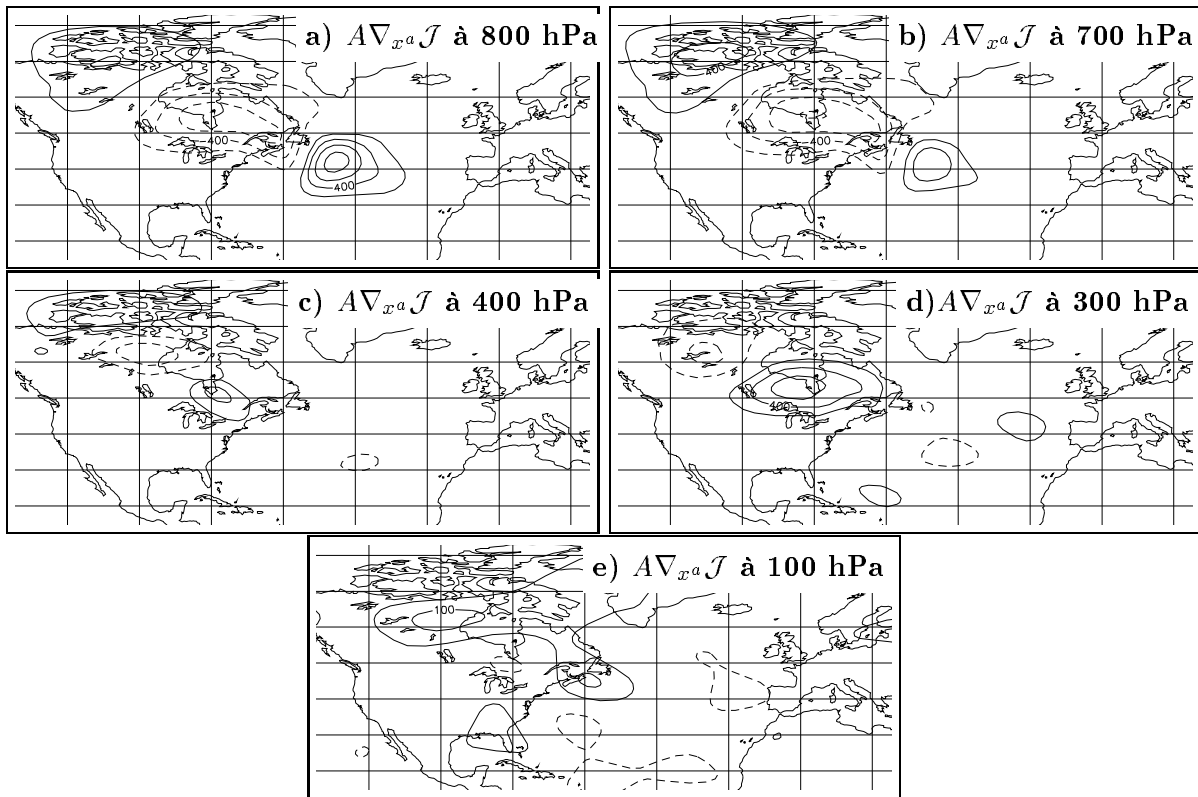 a) A∇ₓₐ𝒥 à 800 hPa
400
400
b) A∇ₓₐ𝒥 à 700 hPa
400
400
c) A∇ₓₐ𝒥 à 400 hPa
d) A∇ₓₐ𝒥 à 300 hPa
400
e) A∇ₓₐ𝒥 à 100 hPa
100